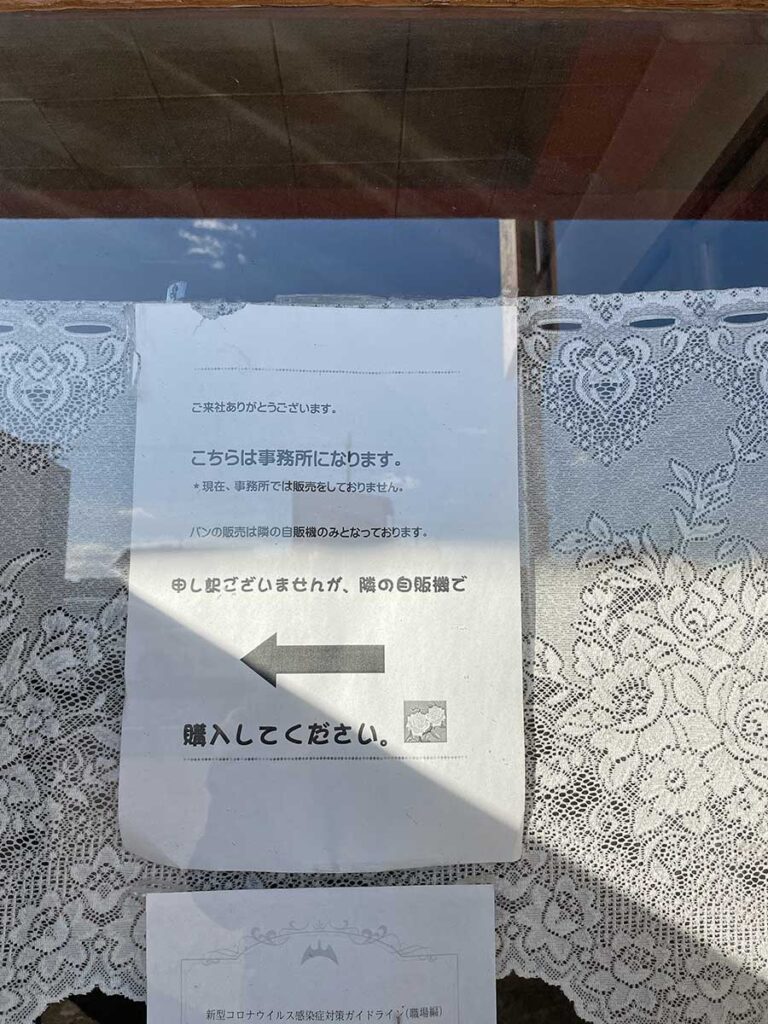 ご来社ありがとうございます。
こちらは事務所になります。
*現在、事務所では販売をしておりません。
パンの販売は隣の自販機のみとなっております。
申し訳ございませんが、隣の自販機で
購入してください。
新型コロナウイルス感染症対策ガイドライン(職場編)